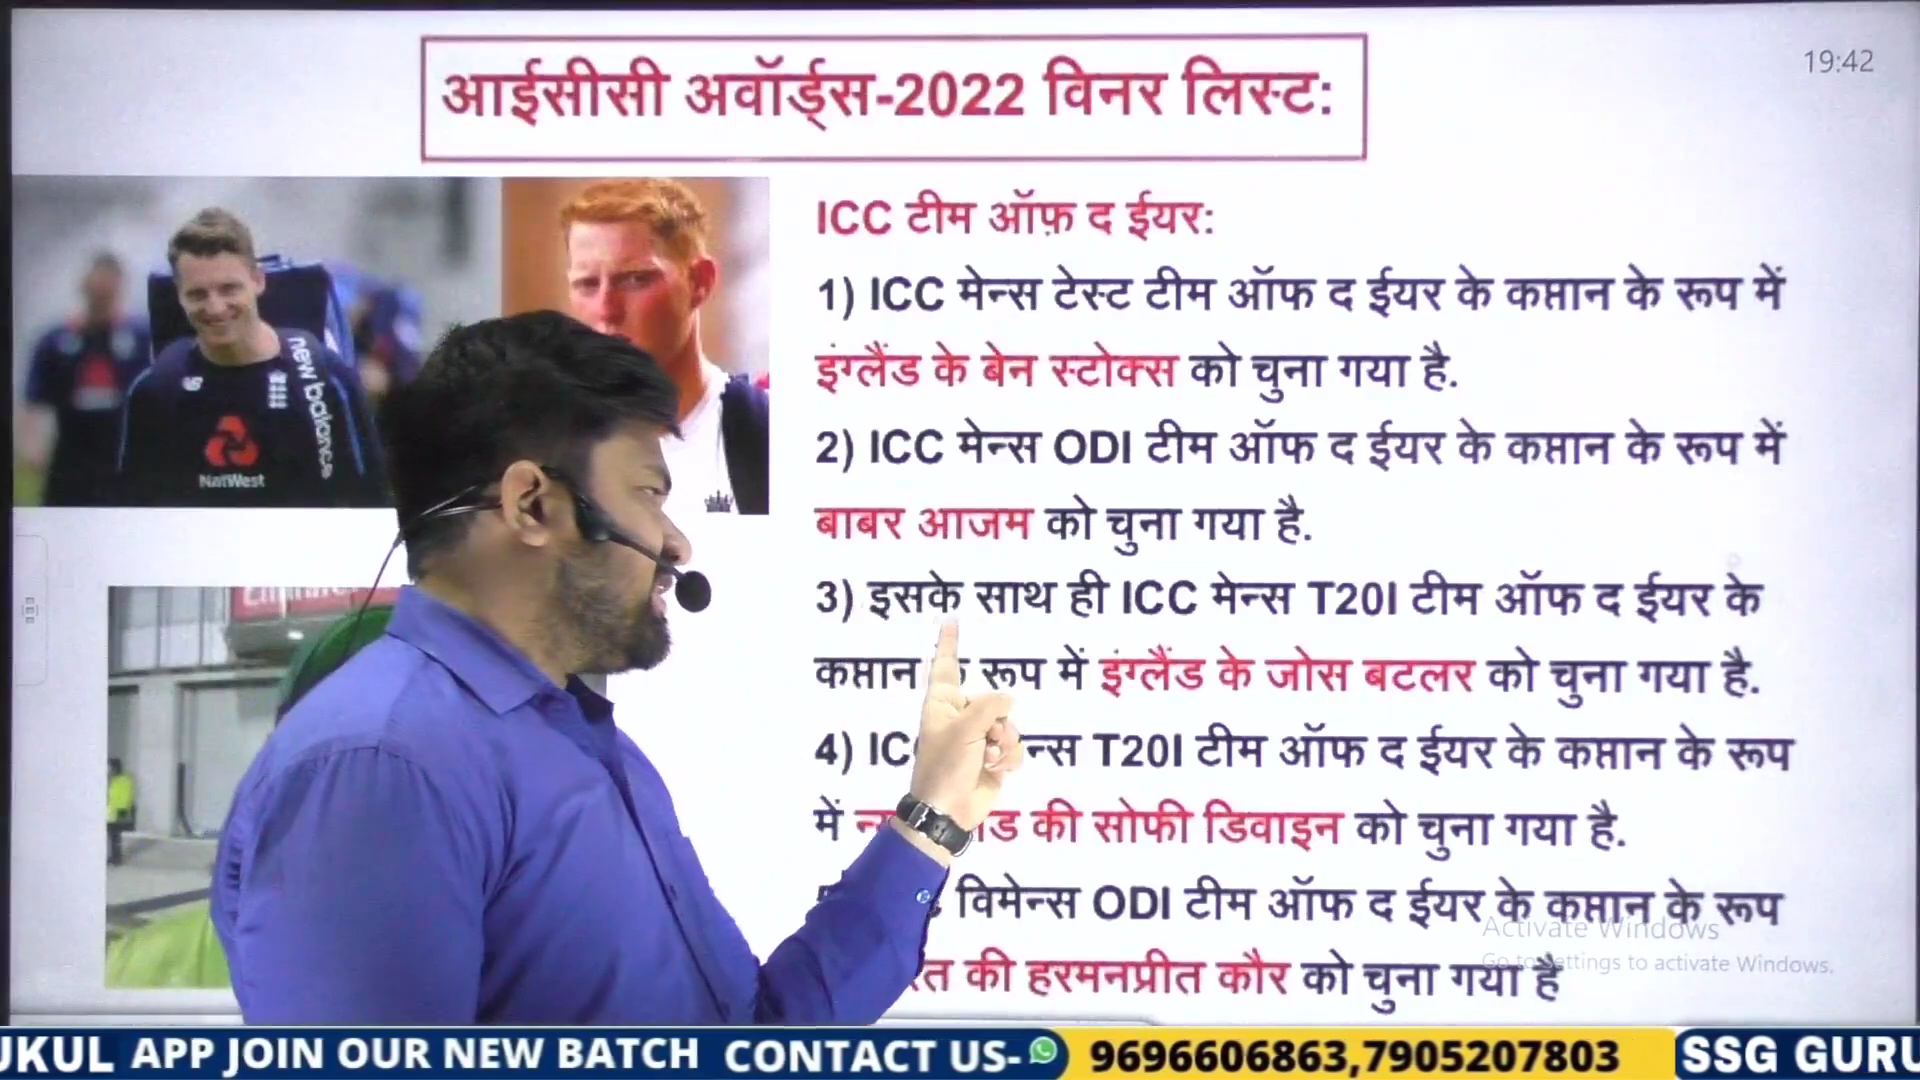 आईसीसी अवॉर्ड्स-2022 विनर लिस्ट:
19:42
ICC टीम ऑफ़ द ईयर:
1) ICC मेन्स टेस्ट टीम ऑफ द ईयर के कप्तान के रूप में
इंग्लैंड के बेन स्टोक्स को चुना गया है.
2) ICC मेन्स ODI टीम ऑफ द ईयर के कप्तान के रूप में
बाबर आजम को चुना गया है.
3) इसके साथ ही ICC मेन्स T20I टीम ऑफ द ईयर के
कप्तान रूप में इंग्लैंड के जोस बटलर को चुना गया है.
4) T20I टीम ऑफ द ईयर के कप्तान के रूप
में की सोफी डिवाइन को चुना गया है.
विमेन्स ODI टीम ऑफ द ईयर के कप्तान के रूप
की हरमनप्रीत कौर को चुना गया है
new balance
NatWest
Activate Windows
Go to Settings to activate Windows.
UKUL APP JOIN OUR NEW BATCH CONTACT US- 9696606863,7905207803 SSG GURU